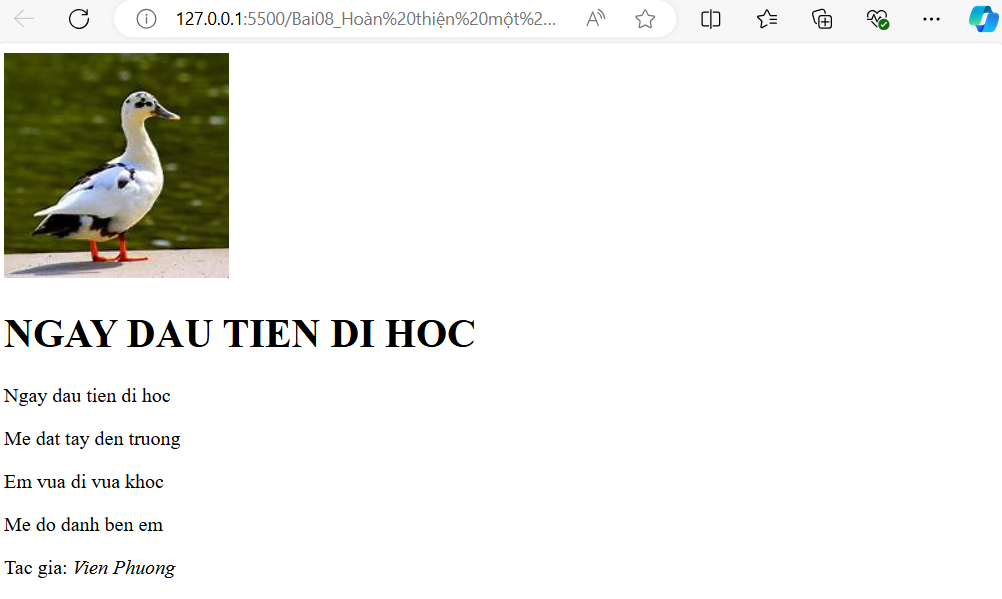 127.0.0.1:5500/Bai08_Hoàn%20thiện%20một%2...
NGAY DAU TIEN DI HOC
Ngay dau tien di hoc
Me dat tay den truong
Em vua di vua khoc
Me do danh ben em
Tac gia: Vien Phuong